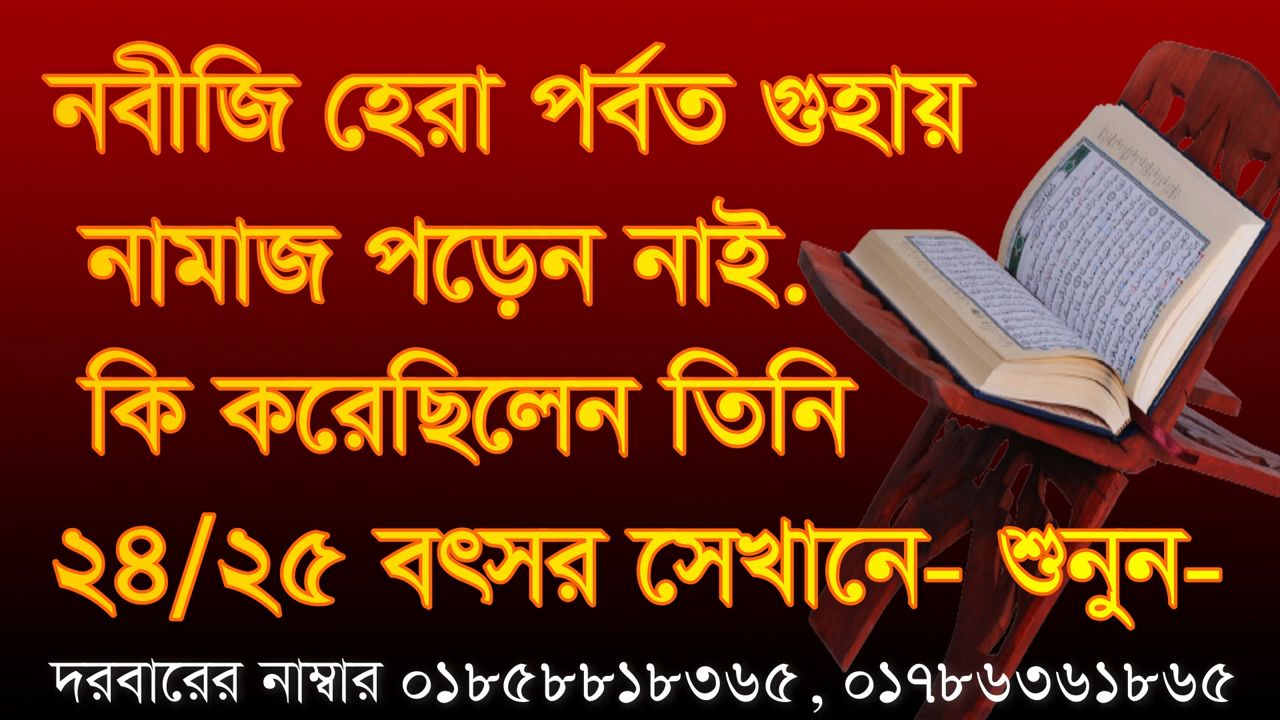 নবীজি হেরা পর্বত গুহায়
নামাজ পড়েন নাই.
কি করেছিলেন তিনি
২৪/২৫ বৎসর সেখানে- শুনুন-
দরবারের নাম্বার ০১৮৫৮৮১৮৩৬৫, ০১৭৮৬৩৬১৮৬৫